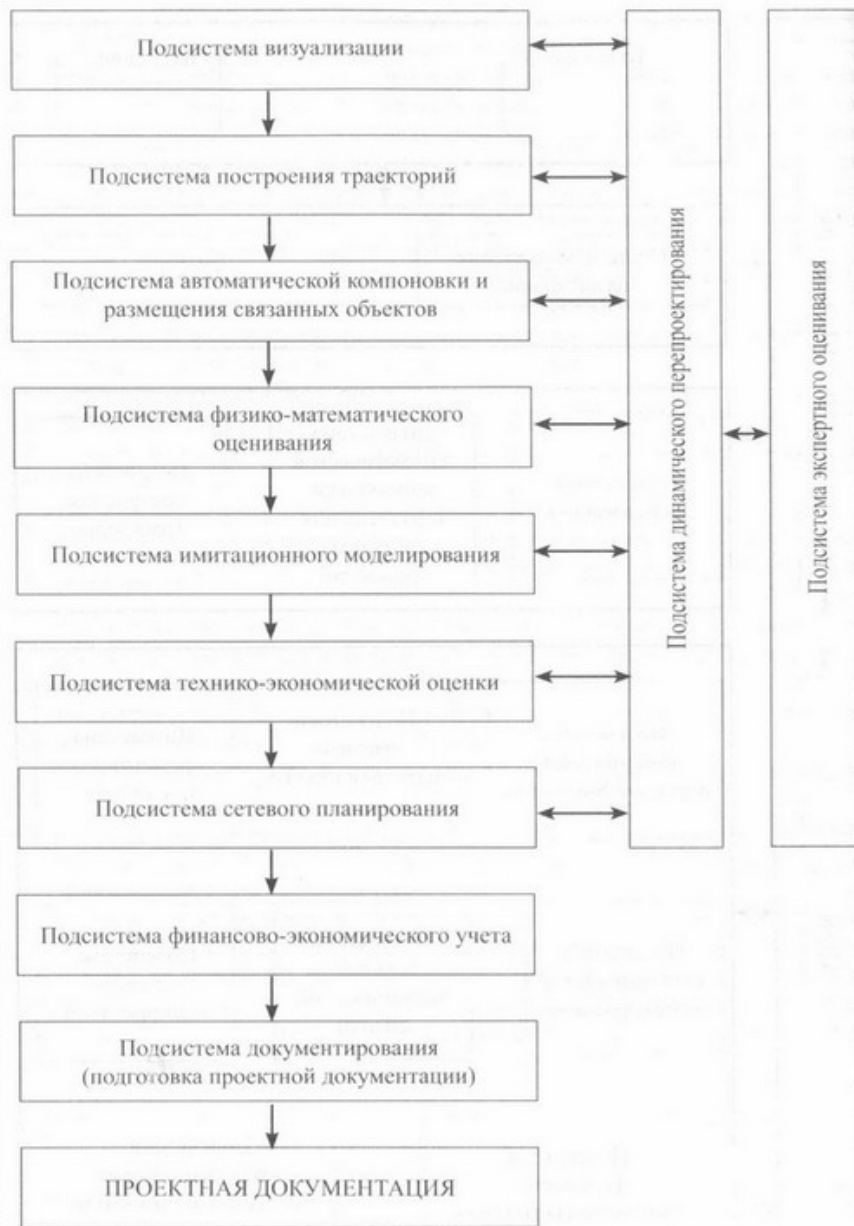 Подсистема визуализации
Подсистема построения траекторий
Подсистема автоматической компоновки и
размещения связанных объектов
Подсистема физико-математического
оценивания
Подсистема имитационного моделирования
Подсистема технико-экономической оценки
Подсистема сетевого планирования
Подсистема финансово-экономического учета
Подсистема документирования
(подготовка проектной документации)
ПРОЕКТНАЯ ДОКУМЕНТАЦИЯ
Подсистема динамического перепроектирования
Подсистема экспертного оценивания